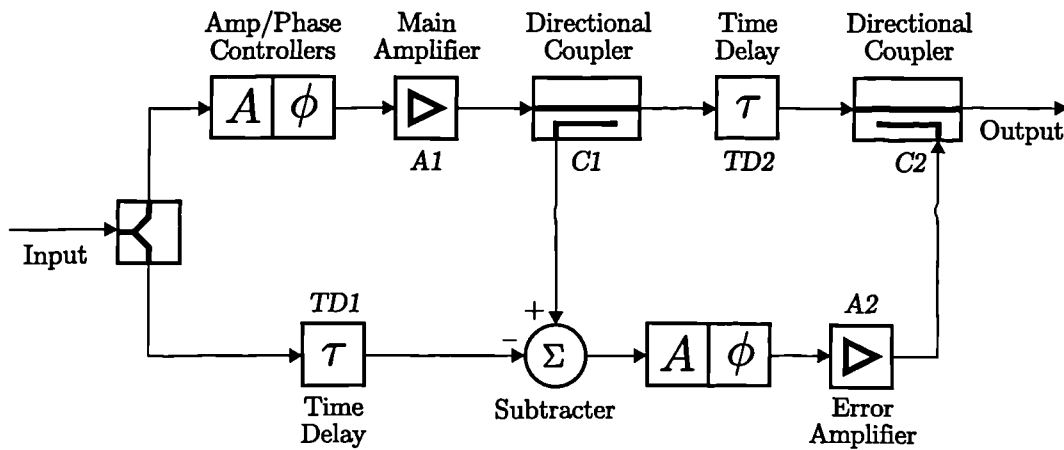 Amp/Phase
Controllers
Main
Amplifier
Directional
Coupler
Time
Delay
Directional
Coupler
A
ϕ
τ
A1
C1
TD2
C2
Output
Input
TD1
τ
Time
Delay
+
−
Σ
Subtracter
A
ϕ
A2
Error
Amplifier